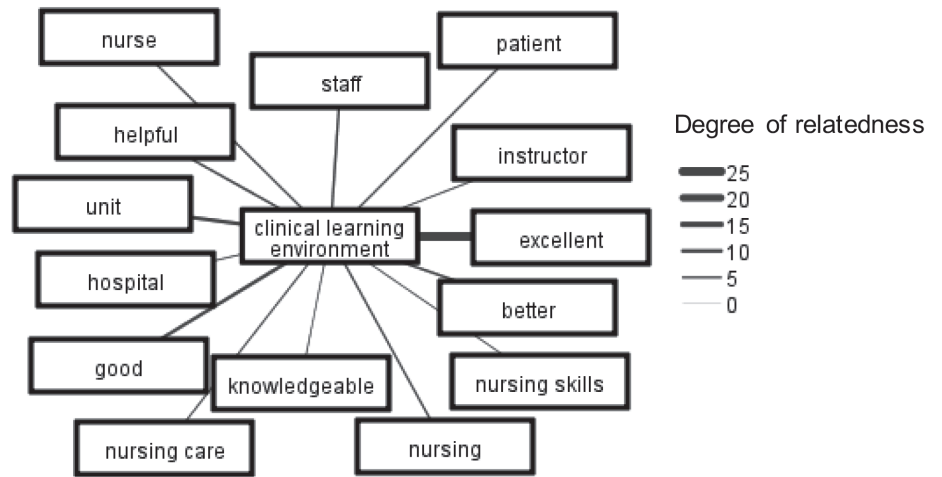 nurse
patient
staff
helpful
instructor
unit
clinical learning
environment
excellent
hospital
better
good
knowledgeable
nursing skills
nursing care
nursing
Degree of relatedness
25
20
15
10
5
0